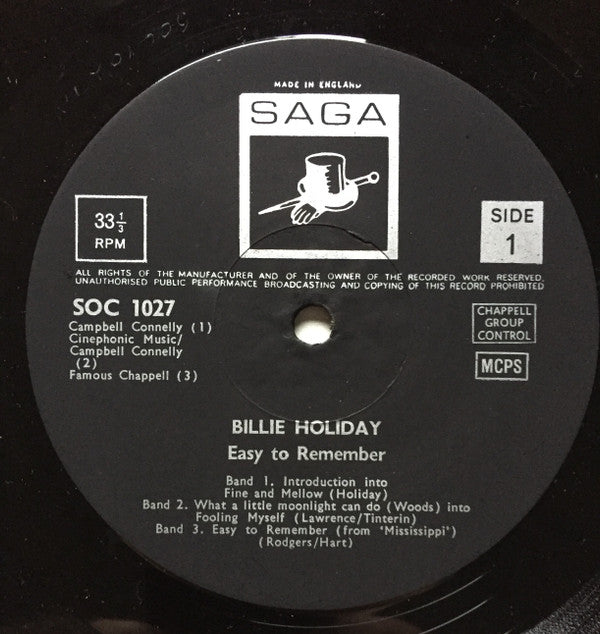 MADE IN ENGLAND
SAGA
33⅓
RPM
SIDE
1
ALL RIGHTS OF THE MANUFACTURER AND OF THE OWNER OF THE RECORDED WORK RESERVED.
UNAUTHORISED PUBLIC PERFORMANCE BROADCASTING AND COPYING OF THIS RECORD PROHIBITED
SOC 1027
Campbell Connelly (1)
Cinephonic Music/
Campbell Connelly
(2)
Famous Chappell (3)
CHAPPELL
GROUP
CONTROL
MCPS
BILLIE HOLIDAY
Easy to Remember
Band 1. Introduction into
Fine and Mellow (Holiday)
Band 2. What a little moonlight can do (Woods) into
Fooling Myself (Lawrence/Tinterin)
Band 3. Easy to Remember (from ‘Mississippi’)
(Rodgers/Hart)